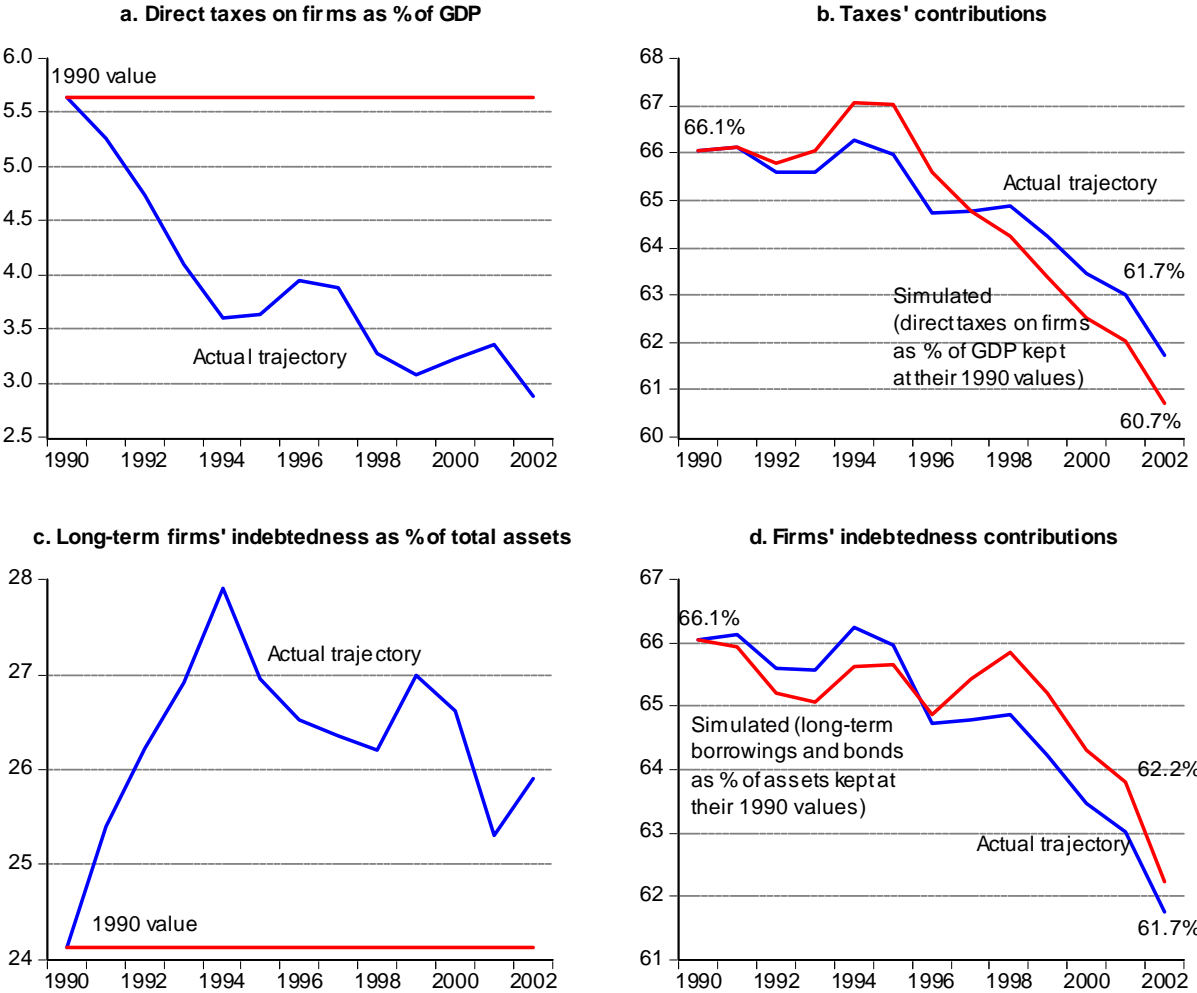 a. Direct taxes on firms as % of GDP
6.0
5.5
5.0
4.5
4.0
3.5
3.0
2.5
1990 value
Actual trajectory
1990 1992 1994 1996 1998 2000 2002
b. Taxes' contributions
68
67
66
65
64
63
62
61
60
66.1%
Actual trajectory
61.7%
Simulated
(direct taxes on firms
as % of GDP kept
at their 1990 values)
60.7%
1990 1992 1994 1996 1998 2000 2002
c. Long-term firms' indebtedness as % of total assets
28
27
26
25
24
Actual trajectory
1990 value
1990 1992 1994 1996 1998 2000 2002
d. Firms' indebtedness contributions
67
66
65
64
63
62
61
66.1%
Simulated (long-term
borrowings and bonds
as % of assets kept at
their 1990 values)
62.2%
Actual trajectory
61.7%
1990 1992 1994 1996 1998 2000 2002